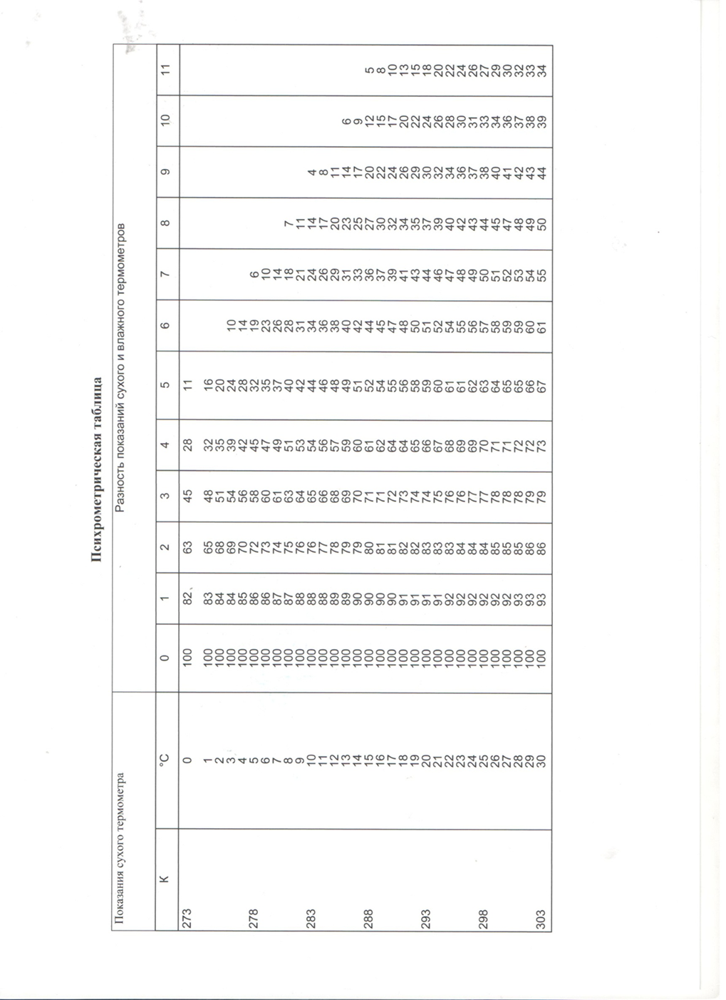 Психрометрическая таблица
Показания сухого термометра Разность показаний сухого и влажного термометров
К °С 0 1 2 3 4 5 6 7 8 9 10 11
273 0 100 82 63 45 28 11
1 100 83 65 48 32 16
2 100 84 68 51 35 20
3 100 84 69 54 39 24 10
4 100 85 70 56 42 28 14
278 5 100 86 72 58 45 32 19 6
6 100 86 73 60 47 35 23 10
7 100 87 74 61 49 37 26 14
8 100 87 75 63 51 40 28 18 7
9 100 88 76 64 53 42 31 21 11
283 10 100 88 76 65 54 44 34 24 14 4
11 100 88 77 66 56 46 36 26 17 8
12 100 89 78 68 57 48 38 29 20 11
13 100 89 79 69 59 49 40 31 23 14 6
14 100 90 79 70 60 51 42 33 25 17 9
288 15 100 90 80 71 61 52 44 36 27 20 12 5
16 100 90 81 71 62 54 45 37 30 22 15 8
17 100 90 81 72 64 55 47 39 32 24 17 10
18 100 91 82 73 64 56 48 41 34 26 20 13
19 100 91 82 74 65 58 50 43 35 29 22 15
293 20 100 91 83 74 66 59 51 44 37 30 24 18
21 100 91 83 75 67 60 52 46 39 32 26 20
22 100 92 83 76 68 61 54 47 40 34 28 22
23 100 92 84 76 69 61 55 48 42 36 30 24
24 100 92 84 77 69 62 56 49 43 37 31 26
298 25 100 92 84 77 70 63 57 50 44 38 33 27
26 100 92 85 78 71 64 58 51 45 40 34 29
27 100 92 85 78 71 65 59 52 47 41 36 30
28 100 93 85 78 72 65 59 53 48 42 37 32
29 100 93 86 79 72 66 60 54 49 43 38 33
303 30 100 93 86 79 73 67 61 55 50 44 39 34